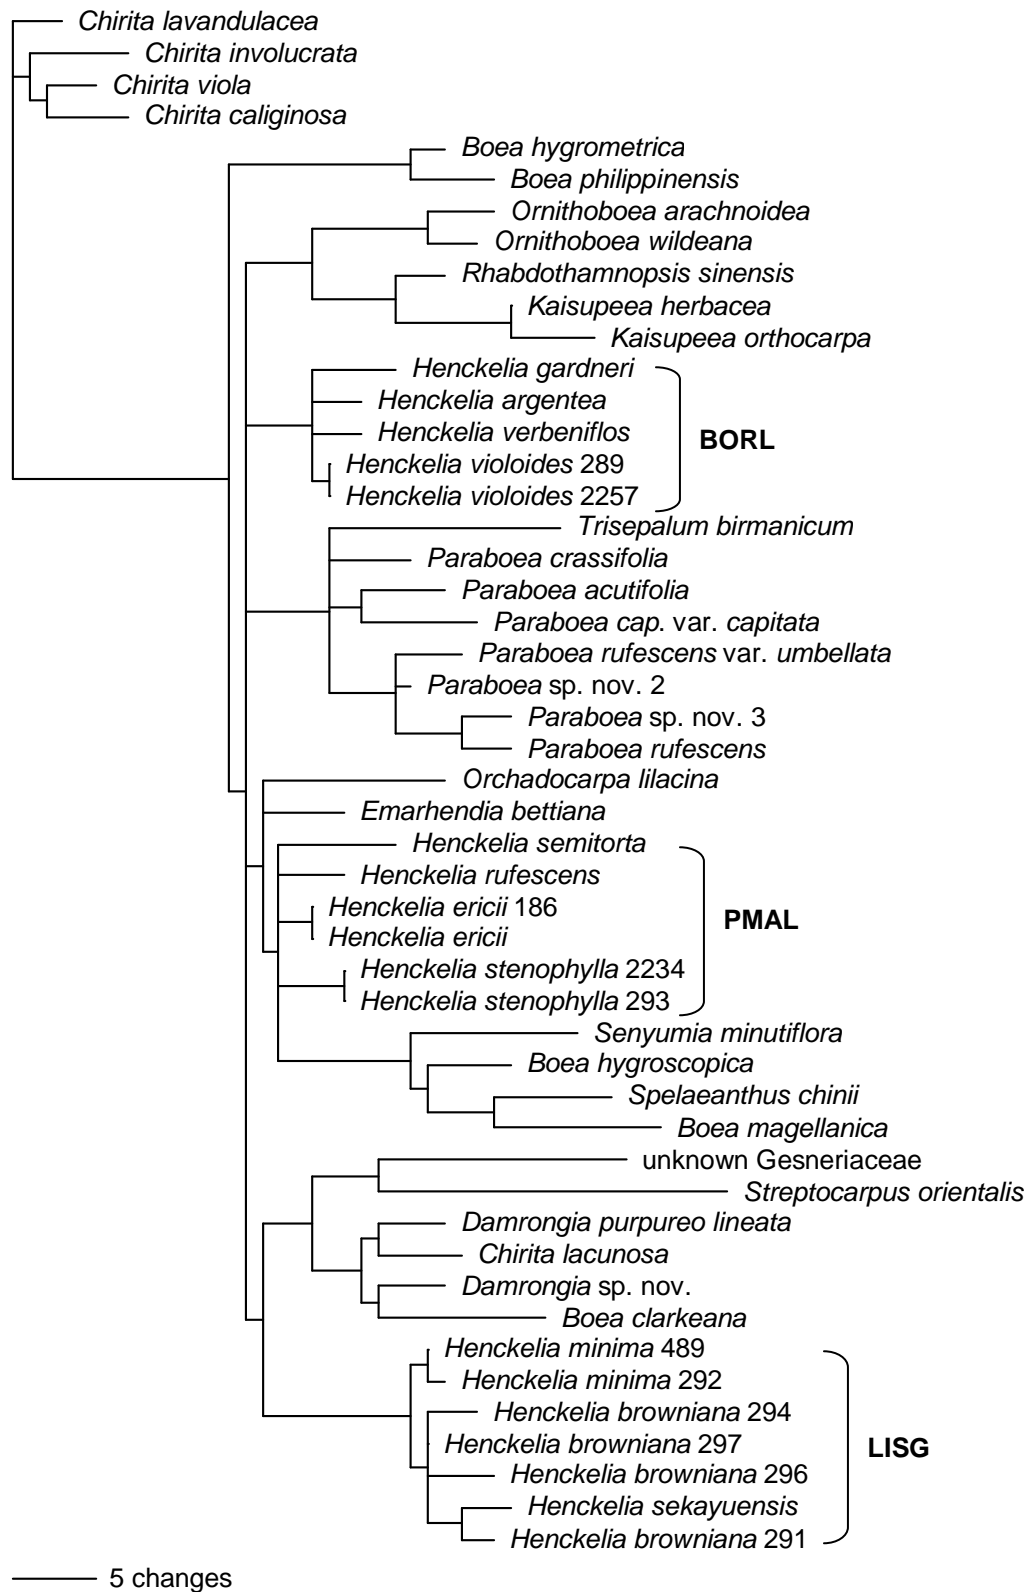 Chirita lavandulacea
Chirita involucrata
Chirita viola
Chirita caliginosa
Boea hygrometrica
Boea philippinensis
Ornithoboea arachnoidea
Ornithoboea wildeana
Rhabdothamnopsis sinensis
Kaisupeea herbacea
Kaisupeea orthocarpa
Henckelia gardneri
Henckelia argentea
Henckelia verbeniflos
BORL
Henckelia violoides 289
Henckelia violoides 2257
Trisepalum birmanicum
Paraboea crassifolia
Paraboea acutifolia
Paraboea cap. var. capitata
Paraboea rufescens var. umbellata
Paraboea sp. nov. 2
Paraboea sp. nov. 3
Paraboea rufescens
Orchadocarpa lilacina
Emarhendia bettiana
Henckelia semitorta
Henckelia rufescens
Henckelia ericii 186
PMAL
Henckelia ericii
Henckelia stenophylla 2234
Henckelia stenophylla 293
Senyumia minutiflora
Boea hygroscopica
Spelaeanthus chinii
Boea magellanica
unknown Gesneriaceae
Streptocarpus orientalis
Damrongia purpureo lineata
Chirita lacunosa
Damrongia sp. nov.
Boea clarkeana
Henckelia minima 489
Henckelia minima 292
Henckelia browniana 294
Henckelia browniana 297
LISG
Henckelia browniana 296
Henckelia sekayuensis
Henckelia browniana 291
5 changes